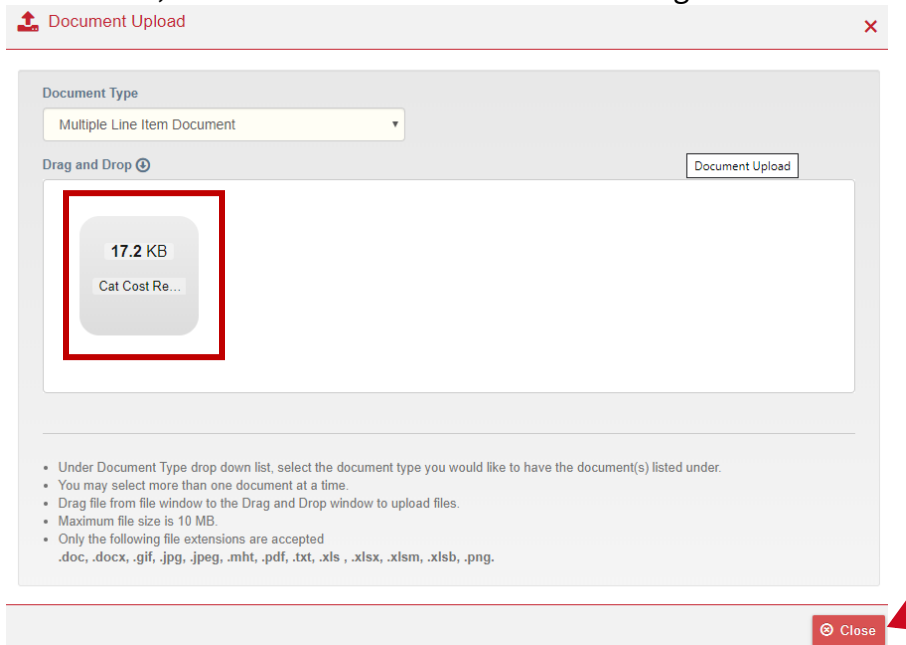 Document Upload
Document Type
Multiple Line Item Document
Drag and Drop
Document Upload
17.2 KB
Cat Cost Re...
• Under Document Type drop down list, select the document type you would like to have the document(s) listed under.
• You may select more than one document at a time.
• Drag file from file window to the Drag and Drop window to upload files.
• Maximum file size is 10 MB.
• Only the following file extensions are accepted
.doc, .docx, .gif, .jpg, .jpeg, .mht, .pdf, .txt, .xls , .xlsx, .xlsm, .xlsb, .png.
Close